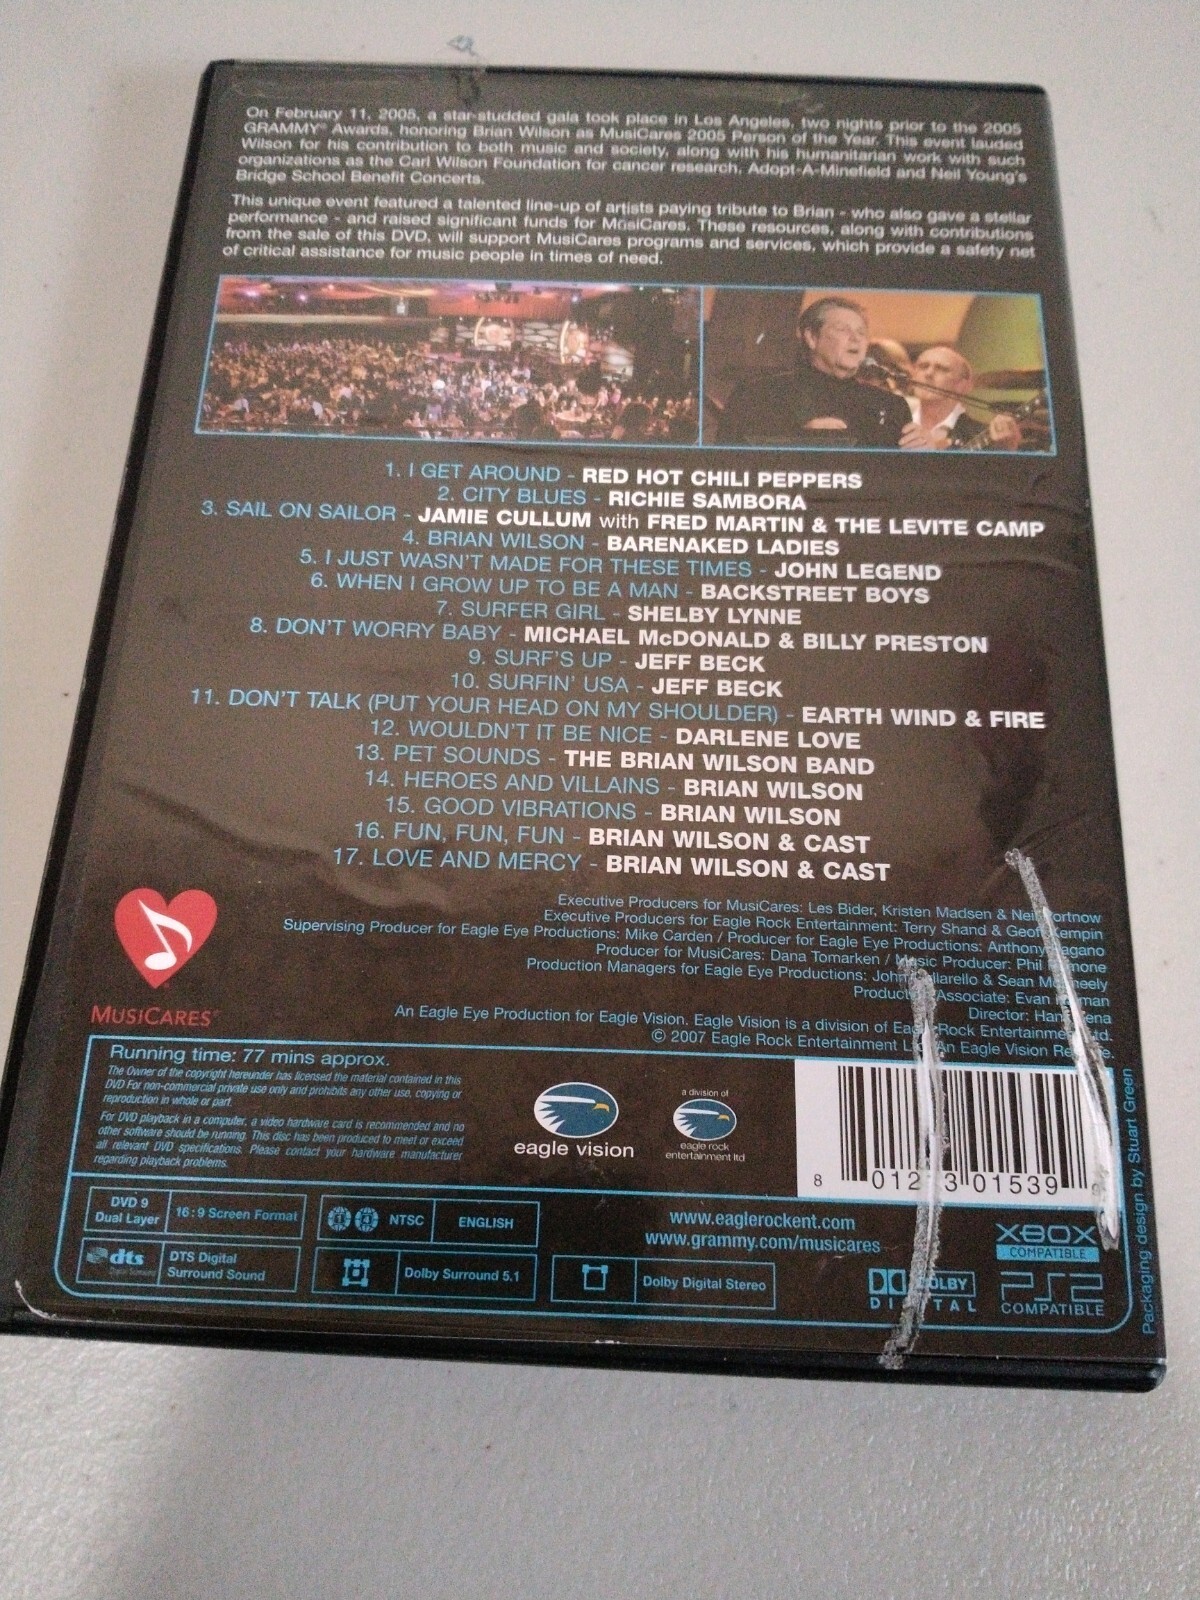 On February 11, 2005, a star-studded gala took place in Los Angeles, two nights prior to the 2005
GRAMMY® Awards, honoring Brian Wilson as MusiCares 2005 Person of the Year. This event lauded
Wilson for his contribution to both music and society, along with his humanitarian work with such
organizations as the Carl Wilson Foundation for cancer research, Adopt-A-Minefield and Neil Young's
Bridge School Benefit Concerts.
This unique event featured a talented line-up of artists paying tribute to Brian - who also gave a stellar
performance - and raised significant funds for MusiCares. These resources, along with contributions
from the sale of this DVD, will support MusiCares programs and services, which provide a safety net
of critical assistance for music people in times of need.
1. I GET AROUND - RED HOT CHILI PEPPERS
2. CITY BLUES - RICHIE SAMBORA
3. SAIL ON SAILOR - JAMIE CULLUM with FRED MARTIN & THE LEVITE CAMP
4. BRIAN WILSON - BARENAKED LADIES
5. I JUST WASN'T MADE FOR THESE TIMES - JOHN LEGEND
6. WHEN I GROW UP TO BE A MAN - BACKSTREET BOYS
7. SURFER GIRL - SHELBY LYNNE
8. DON'T WORRY BABY - MICHAEL McDONALD & BILLY PRESTON
9. SURF'S UP - JEFF BECK
10. SURFIN' USA - JEFF BECK
11. DON'T TALK (PUT YOUR HEAD ON MY SHOULDER) - EARTH WIND & FIRE
12. WOULDN'T IT BE NICE - DARLENE LOVE
13. PET SOUNDS - THE BRIAN WILSON BAND
14. HEROES AND VILLAINS - BRIAN WILSON
15. GOOD VIBRATIONS - BRIAN WILSON
16. FUN, FUN, FUN - BRIAN WILSON & CAST
17. LOVE AND MERCY - BRIAN WILSON & CAST
Executive Producers for MusiCares: Les Bider, Kristen Madsen & Neil
Executive Producers for Eagle Rock Entertainment: Terry Shand & Geoff
Supervising Producer for Eagle Eye Productions: Mike Carden / Producer for Eagle Eye Productions: Anthony
Producer for MusiCares: Dana Tomarken / Music Producer: Phil
Production Managers for Eagle Eye Productions: John & Sean
Associate: Evan
Director:
An Eagle Eye Production for Eagle Vision. Eagle Vision is a division of Eagle Rock Entertainment Ltd.
© 2007 Eagle Rock Entertainment An Eagle Vision
MUSICARES®
Running time: 77 mins approx.
The Owner of the copyright hereunder has licensed the material contained in this
DVD For non-commercial private use only and prohibits any other use, copying or
reproduction in whole or part.
For DVD playback in a computer, a video hardware card is recommended and no
other software should be running. This disc has been produced to meet or exceed
all relevant DVD specifications. Please contact your hardware manufacturer
regarding playback problems.
eagle vision
a division of
eagle rock
entertainment ltd
8 012 3 01539
DVD 9
Dual Layer
16:9 Screen Format
1 4
NTSC
ENGLISH
dts
Digital Surround
DTS Digital
Surround Sound
Dolby Surround 5.1
Dolby Digital Stereo
www.eaglerockent.com
www.grammy.com/musicares
DOLBY
DIGITAL
XBOX
COMPATIBLE
PS2
COMPATIBLE
Packaging design by Stuart Green